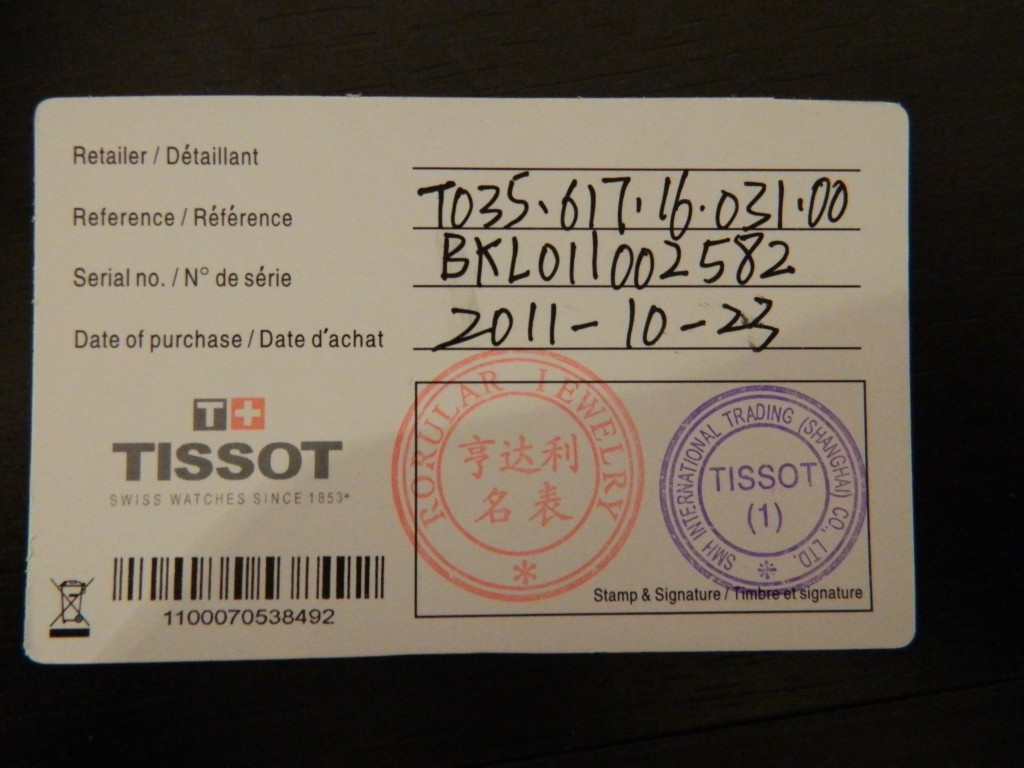 Retailer / Détaillant
Reference / Référence T035.617.16.031.00
Serial no. / N° de série BKL011002582
Date of purchase / Date d'achat 2011-10-23
T+
TISSOT
SWISS WATCHES SINCE 1853*
1100070538492
RORULAR IEWELRY
亨达利
名表
*
SMH INTERNATIONAL TRADING (SHANGHAI) CO., LTD.
TISSOT
(1)
*
Stamp & Signature / Timbre et signature